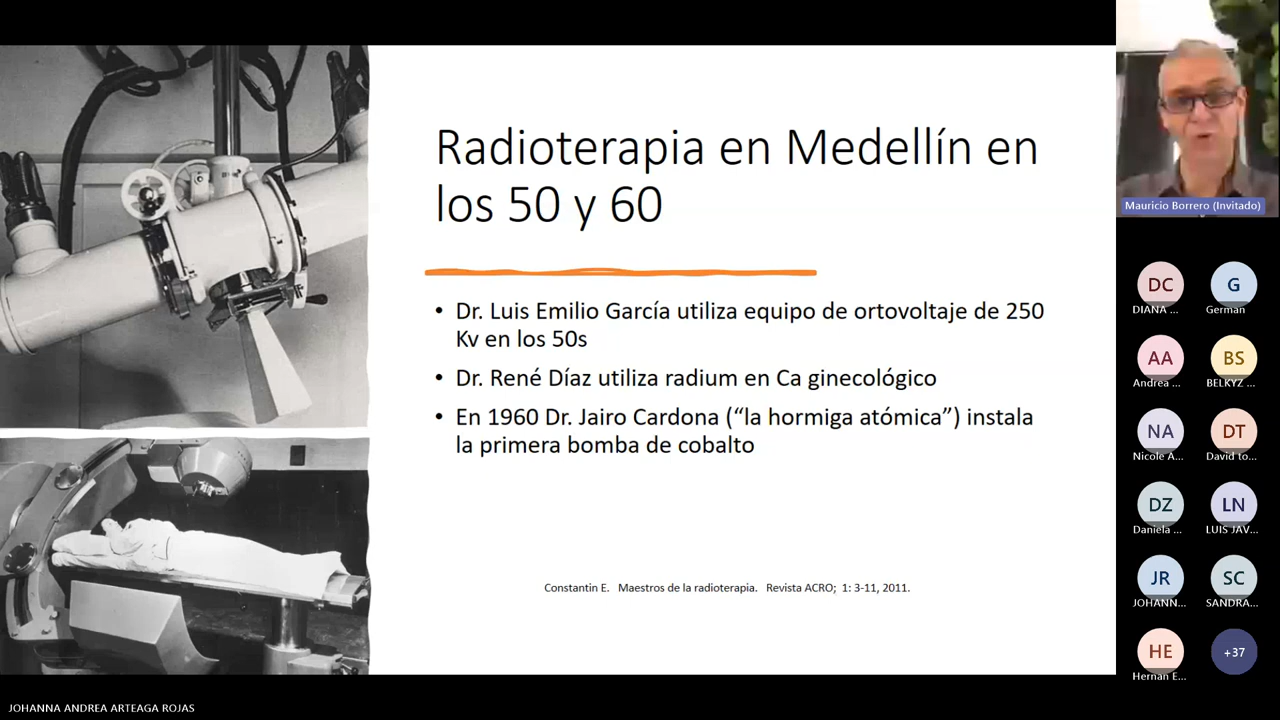 Radioterapia en Medellín en
los 50 y 60
• Dr. Luis Emilio García utiliza equipo de ortovoltaje de 250
Kv en los 50s
• Dr. René Díaz utiliza radium en Ca ginecológico
• En 1960 Dr. Jairo Cardona (“la hormiga atómica”) instala
la primera bomba de cobalto
Constantin E. Maestros de la radioterapia. Revista ACRO; 1: 3-11, 2011.
Mauricio Borrero (Invitado)
DC
DIANA ...
G
German
AA
Andrea ...
BS
BELKYZ ...
NA
Nicole A...
DT
David to...
DZ
Daniela ...
LN
LUIS JAV...
JR
JOHANN...
SC
SANDRA...
HE
Hernan E...
+37
JOHANNA ANDREA ARTEAGA ROJAS